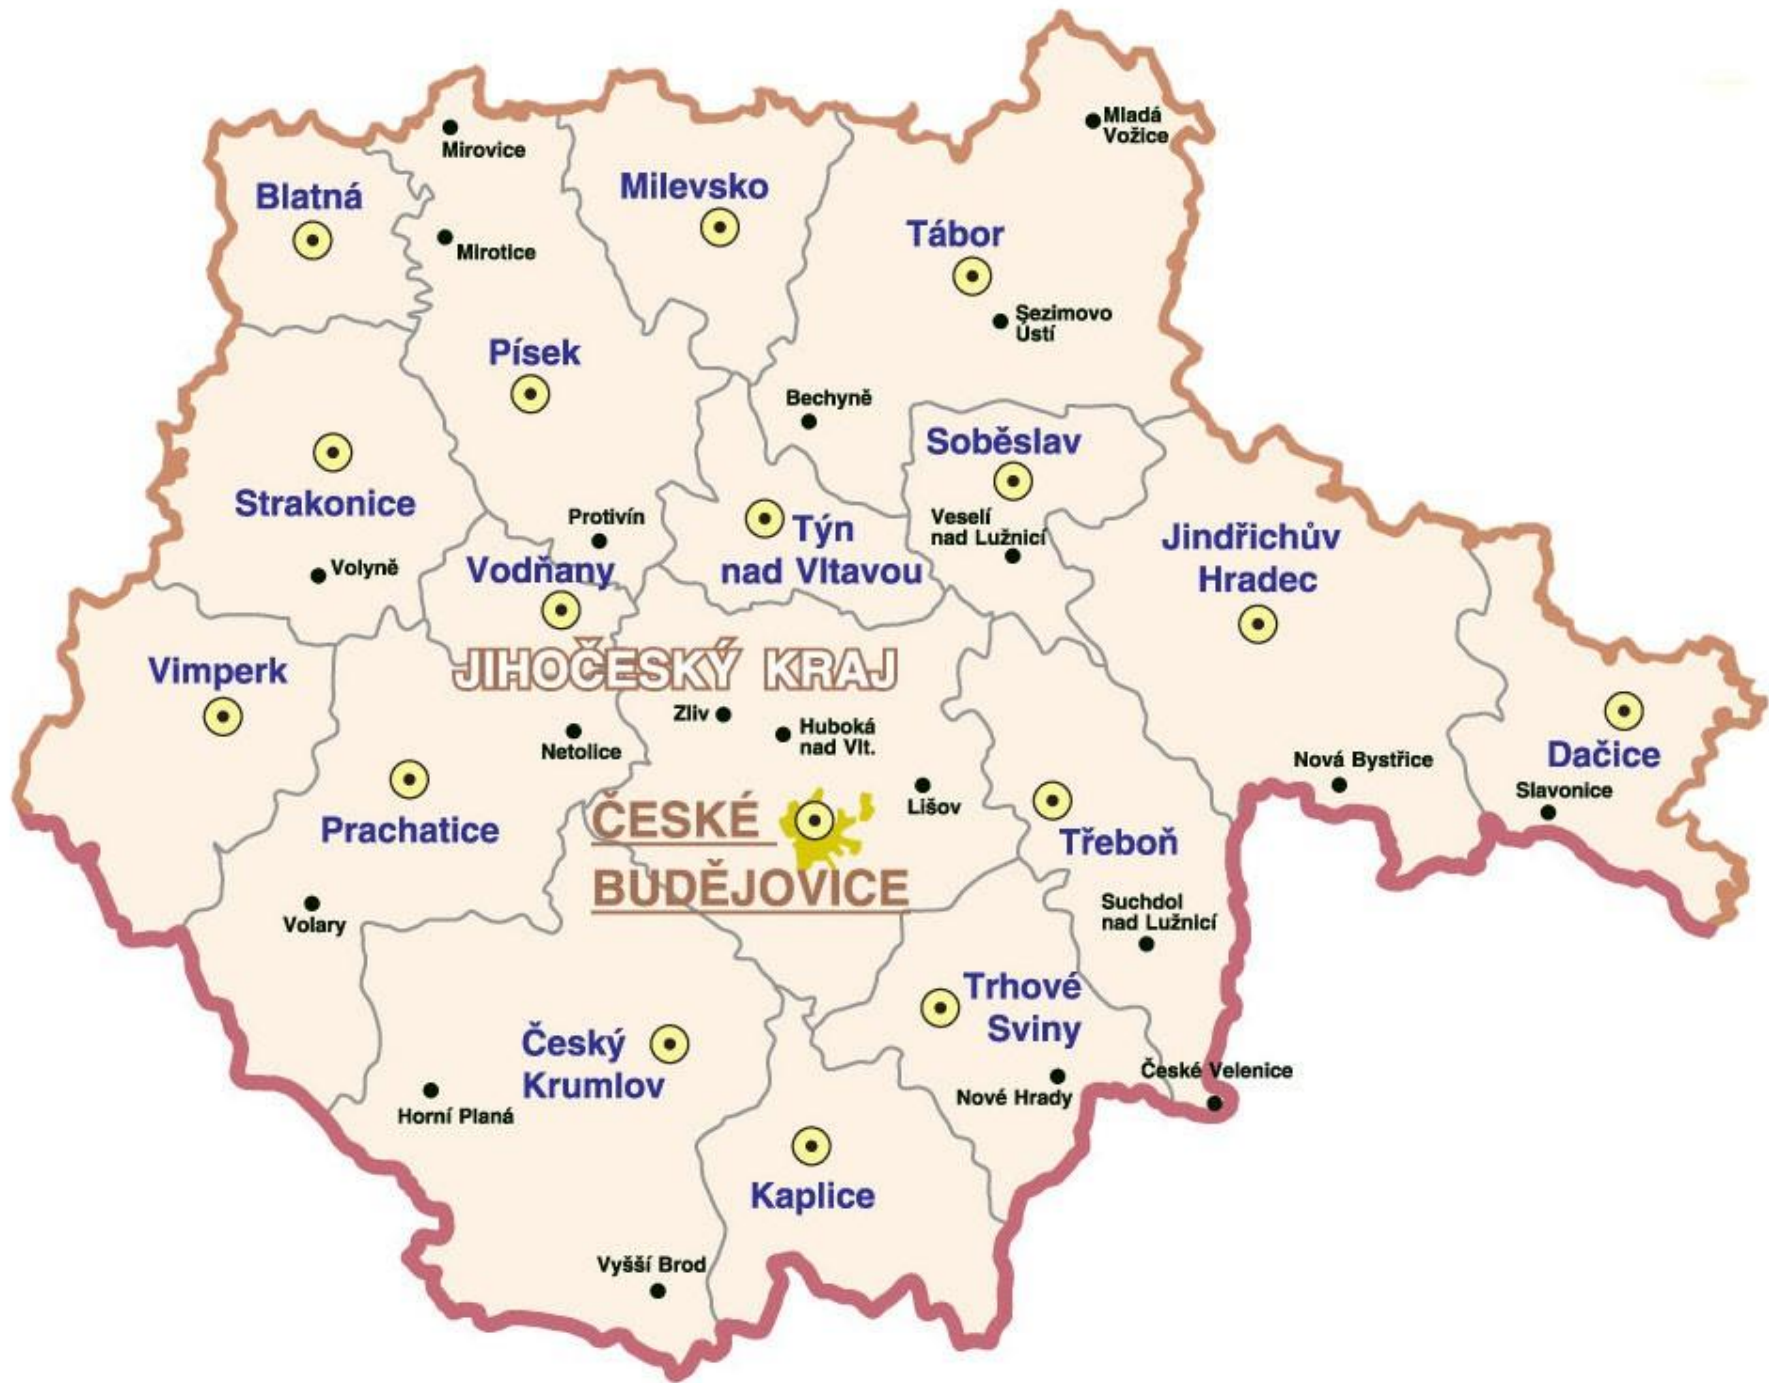 Mladá
Vožice
Mirovice
Blatná
Milevsko
Tábor
Mirotice
Sezimovo
Ústí
Písek
Bechyně
Soběslav
Strakonice
Protivín
Týn
nad Vltavou
Veselí
nad Lužnicí
Jindřichův
Hradec
Volyně
Vodňany
JIHOČESKÝ KRAJ
Vimperk
Zliv
Huboká
nad Vlt.
Netolice
Dačice
Nová Bystřice
Slavonice
Lišov
ČESKÉ
BUDĚJOVICE
Prachatice
Třeboň
Suchdol
nad Lužnicí
Volary
Trhové
Sviny
Český
Krumlov
České Velenice
Nové Hrady
Horní Planá
Kaplice
Vyšší Brod